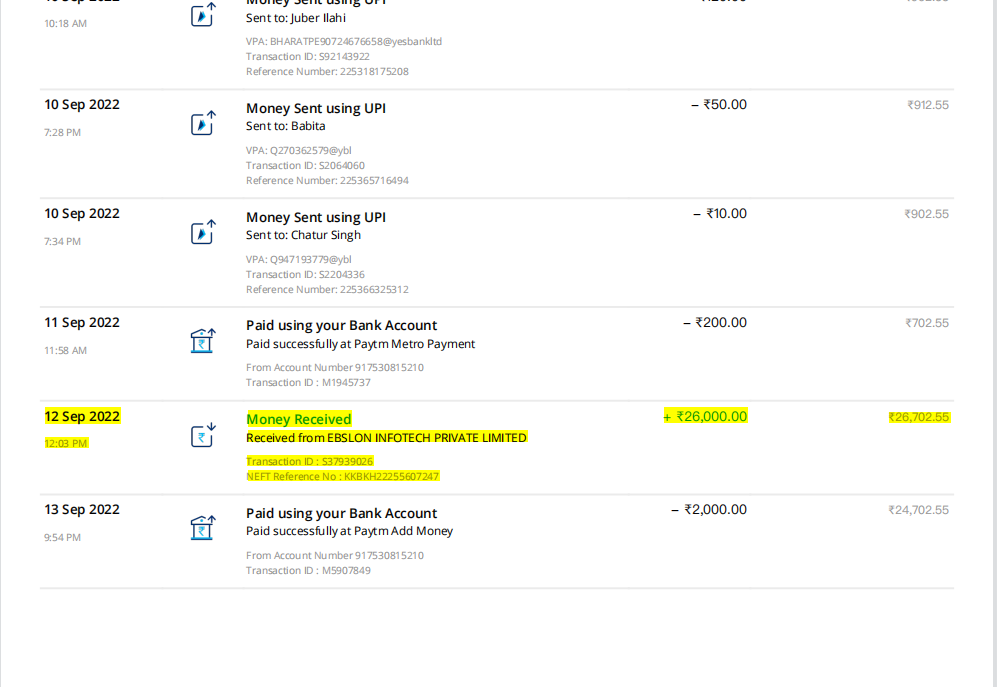 10:18 AM
Sent to: Juber Ilahi
VPA: BHARATPE90724676658@yesbankltd
Transaction ID: S92143922
Reference Number: 225318175208
10 Sep 2022
Money Sent using UPI
– ₹50.00
₹912.55
7:28 PM
Sent to: Babita
VPA: Q270362579@ybl
Transaction ID: S2064060
Reference Number: 225365716494
10 Sep 2022
Money Sent using UPI
– ₹10.00
₹902.55
7:34 PM
Sent to: Chatur Singh
VPA: Q947193779@ybl
Transaction ID: S2204336
Reference Number: 225366325312
11 Sep 2022
Paid using your Bank Account
– ₹200.00
₹702.55
11:58 AM
Paid successfully at Paytm Metro Payment
From Account Number 917530815210
Transaction ID : M1945737
12 Sep 2022
Money Received
+ ₹26,000.00
₹26,702.55
12:03 PM
Received from EBSLON INFOTECH PRIVATE LIMITED
Transaction ID : S37939026
NEFT Reference No : KKBKH22255607247
13 Sep 2022
Paid using your Bank Account
– ₹2,000.00
₹24,702.55
9:54 PM
Paid successfully at Paytm Add Money
From Account Number 917530815210
Transaction ID : M5907849